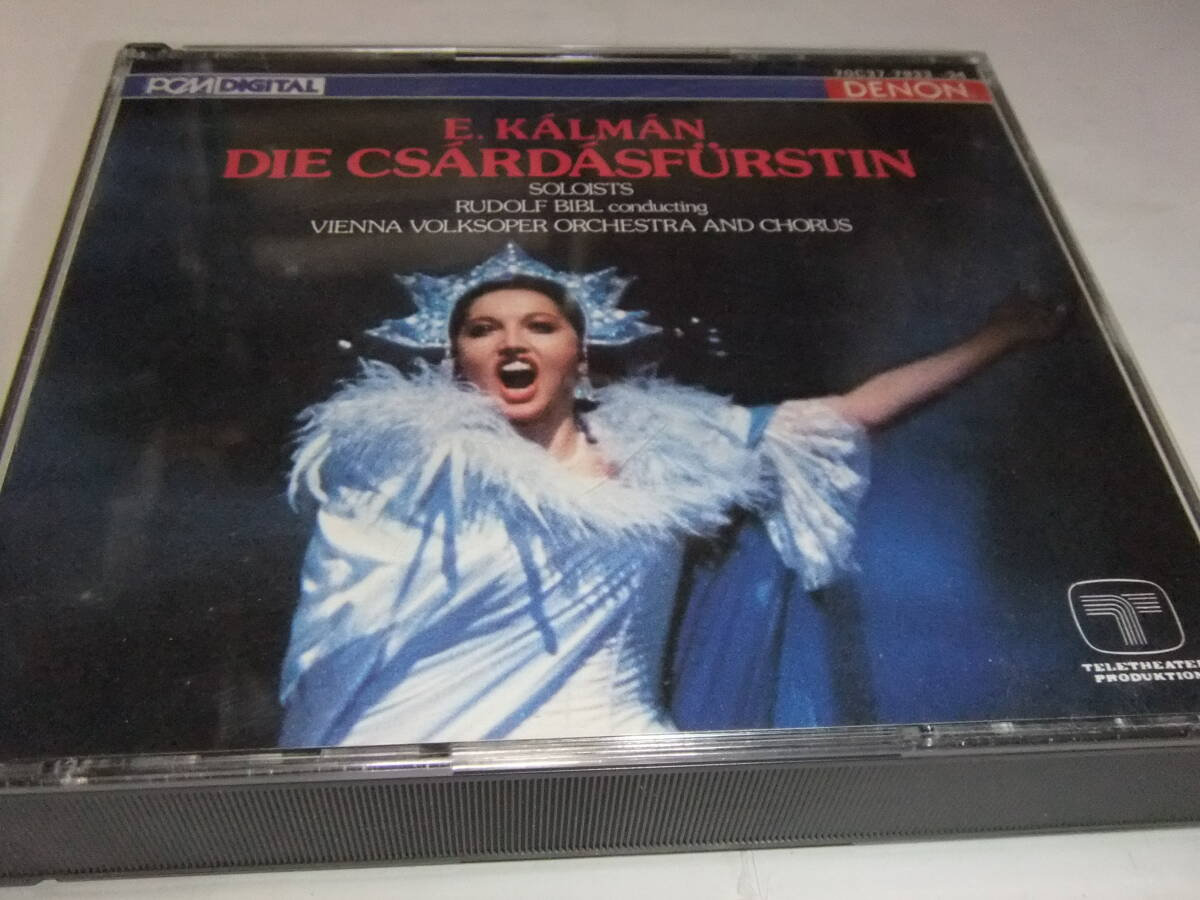 PCM DIGITAL
DENON
E. KÁLMÁN
DIE CSÁRDÁSFÜRSTIN
SOLOISTS
RUDOLF BIBL conducting
VIENNA VOLKSOPER ORCHESTRA AND CHORUS
TELETHEATER
PRODUKTION